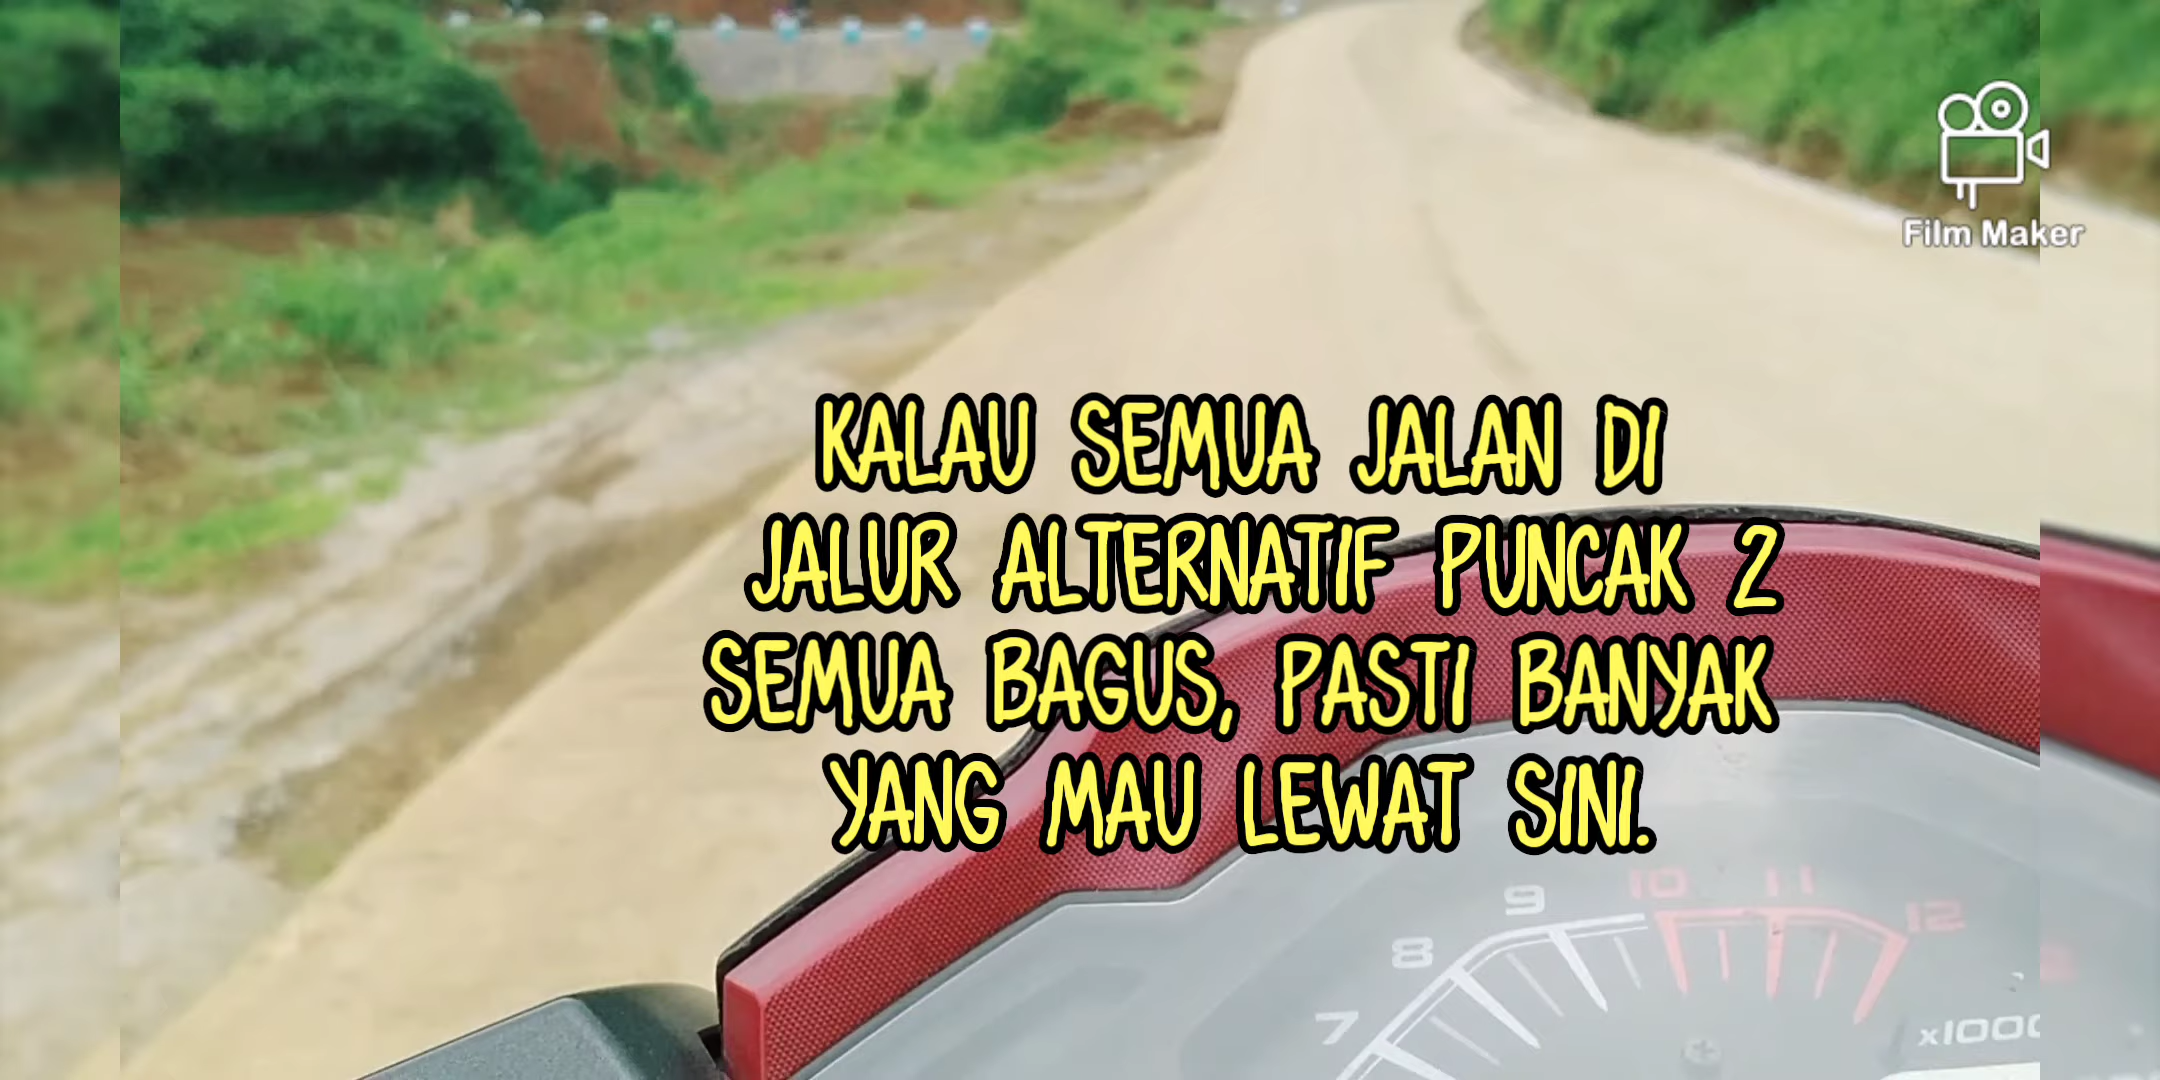 Film Maker
KALAU SEMUA JALAN DI
JALUR ALTERNATIF PUNCAK 2
SEMUA BAGUS, PASTI BANYAK
YANG MAU LEWAT SINI.
9 10 11 12
8
7
x1000